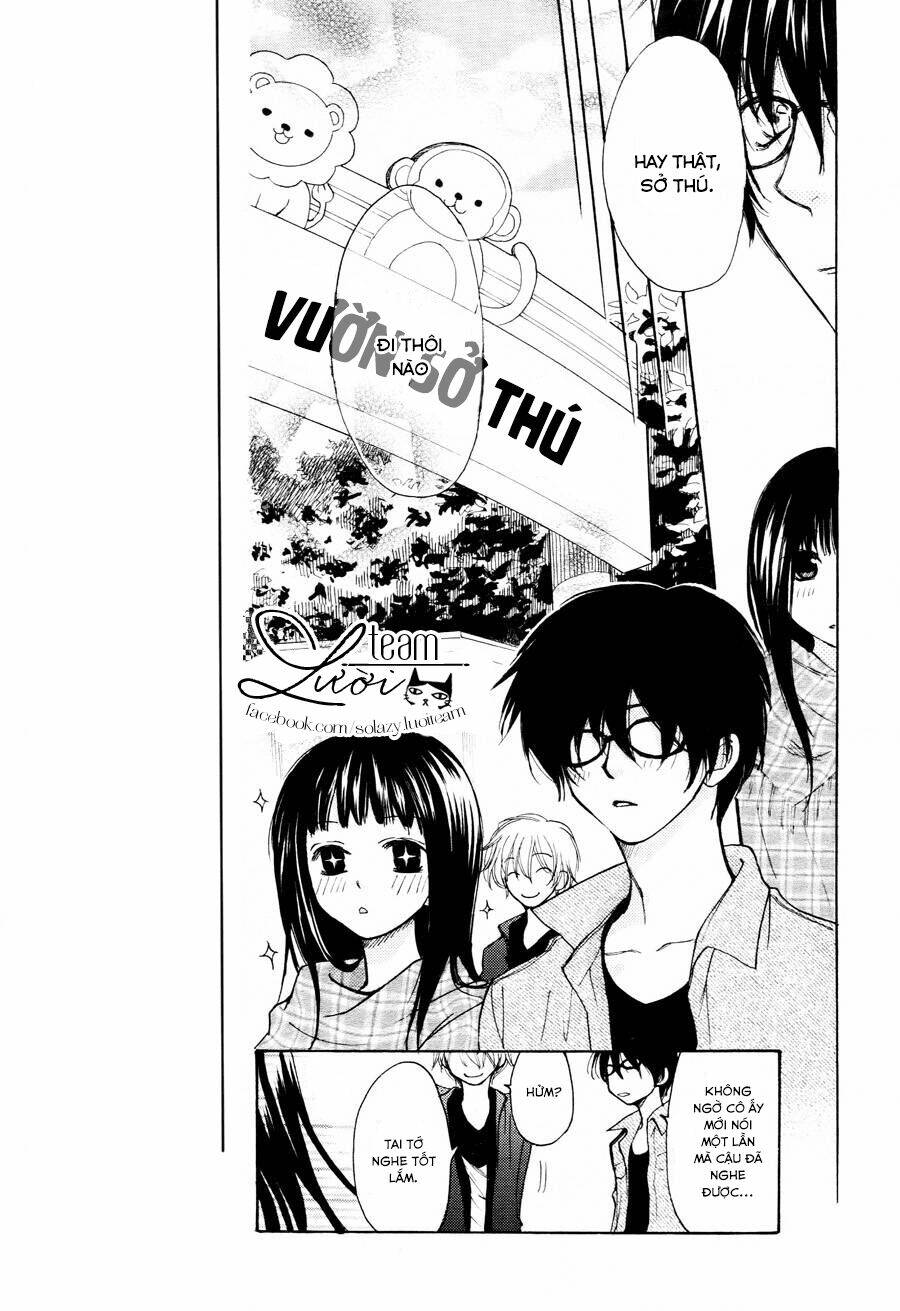 HAY THẬT,
SỞ THÚ.
ĐI THÔI
NÀO
VƯỜN SỞ THÚ
team
Lười
facebook.com/solazy.luoiteam
KHÔNG
NGỜ CÔ ẤY
MỚI NÓI
MỘT LẦN
MÀ CẬU ĐÃ
NGHE
ĐƯỢC...
HỬM?
TAI TỚ
NGHE TỐT
LẮM.